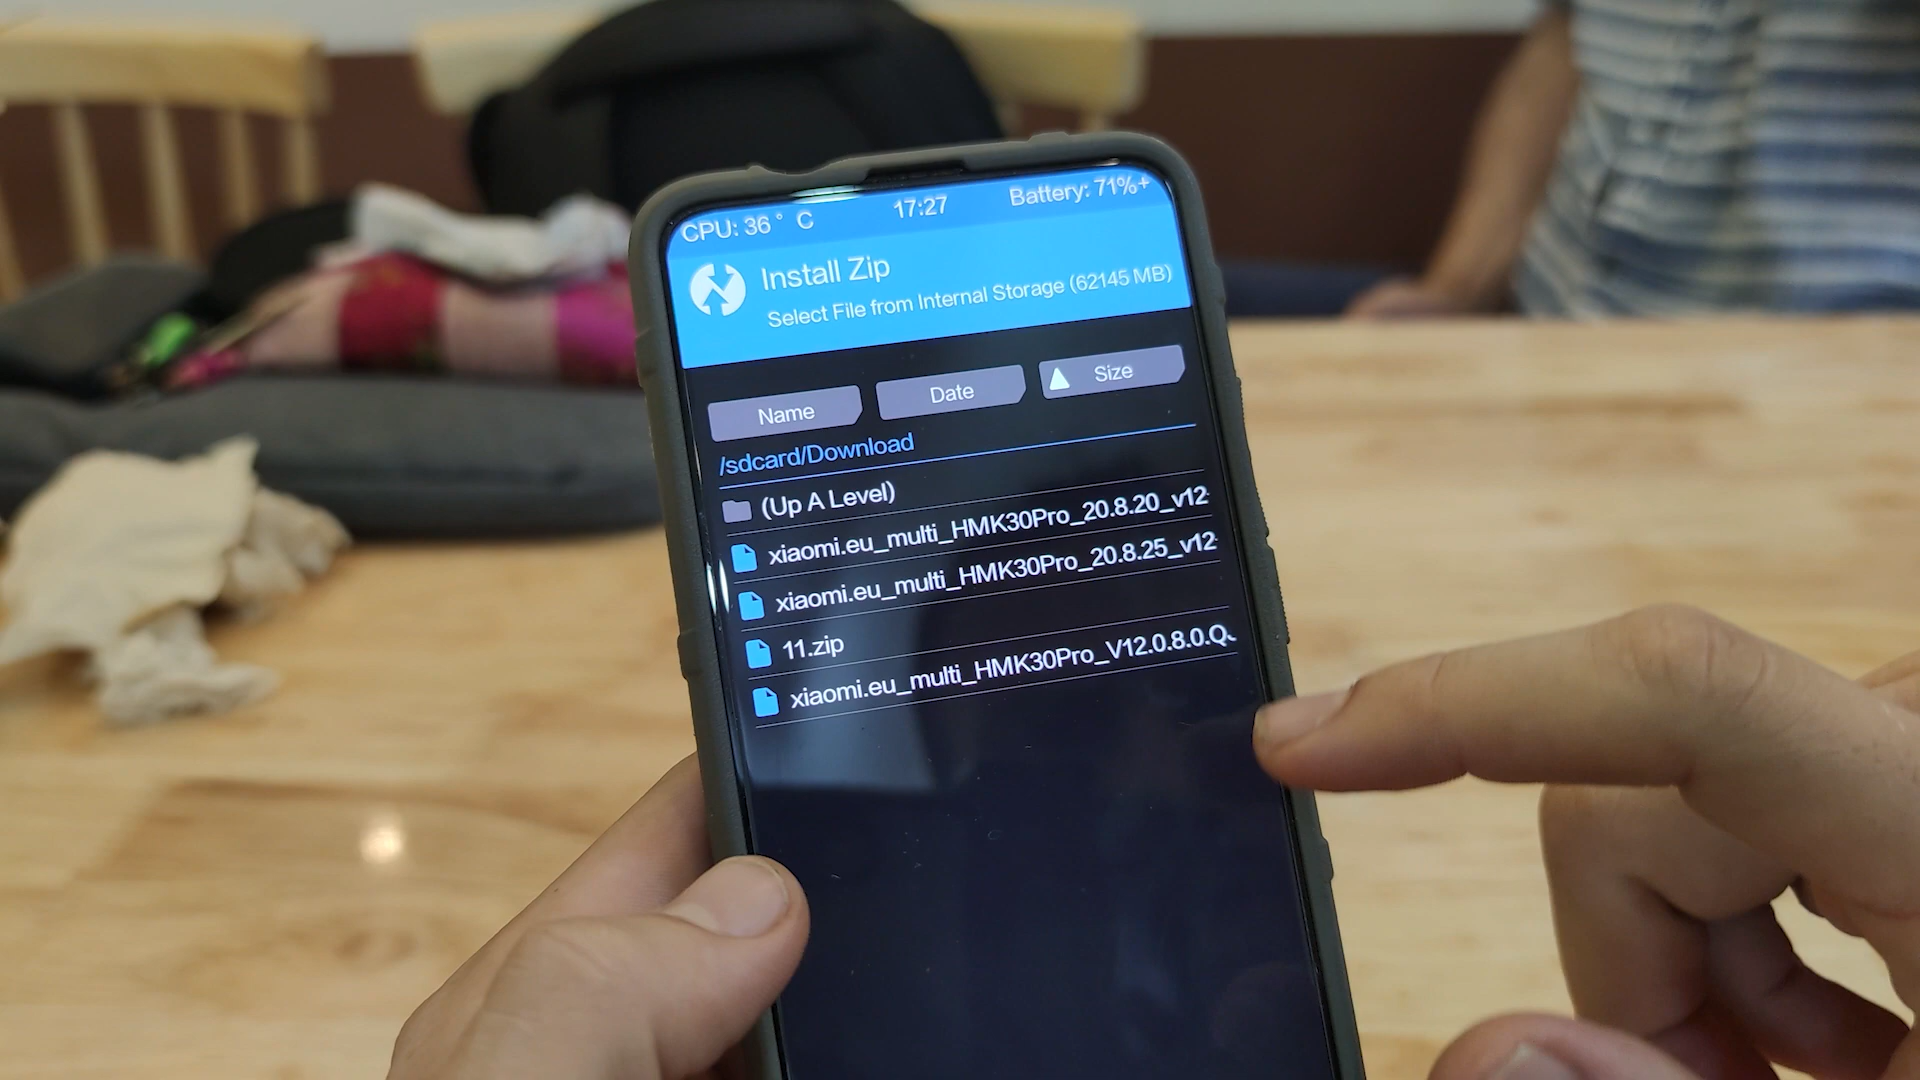 CPU: 36 ° C 17:27 Battery: 71%+
Install Zip
Select File from Internal Storage (62145 MB)
Name Date Size
/sdcard/Download
(Up A Level)
xiaomi.eu_multi_HMK30Pro_20.8.20_v12
xiaomi.eu_multi_HMK30Pro_20.8.25_v12
11.zip
xiaomi.eu_multi_HMK30Pro_V12.0.8.0.Q